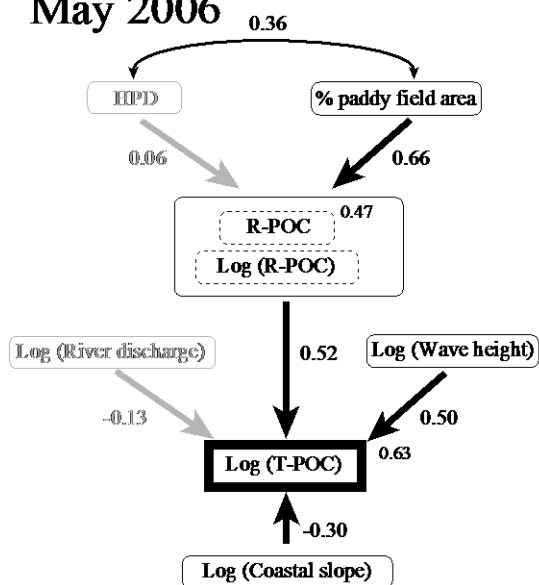 May 2006
0.36
HPD
% paddy field area
0.06
0.66
0.47
R-POC
Log (R-POC)
Log (River discharge)
0.52
Log (Wave height)
-0.13
0.50
0.63
Log (T-POC)
-0.30
Log (Coastal slope)